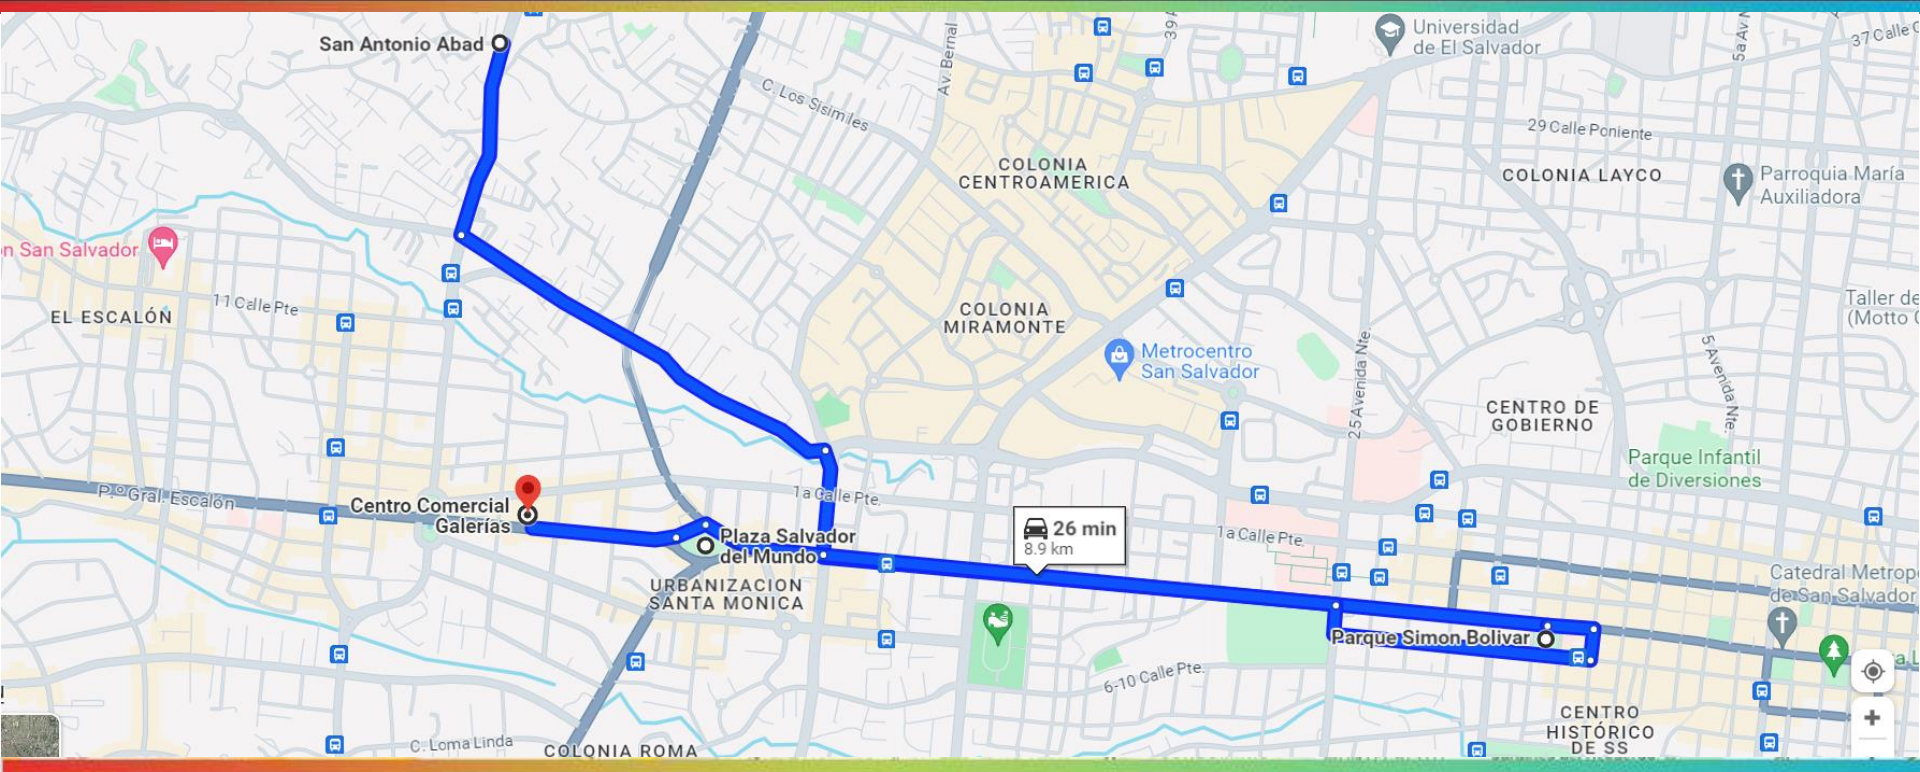 San Antonio Abad
Universidad
de El Salvador
C. Los Sisimiles
Av. Bernal
5a Av N
37 Calle
29 Calle Poniente
COLONIA
CENTROAMERICA
COLONIA LAYCO
Parroquia María
Auxiliadora
n San Salvador
11 Calle Pte
EL ESCALÓN
COLONIA
MIRAMONTE
Taller de
(Motto
Metrocentro
San Salvador
25 Avenida Nte.
5 Avenida Nte.
CENTRO DE
GOBIERNO
Parque Infantil
de Diversiones
P.º Gral. Escalón
Centro Comercial
Galerías
1a Calle Pte.
Plaza Salvador
del Mundo
26 min
8.9 km
1a Calle Pte.
URBANIZACION
SANTA MONICA
Catedral Metrop
de San Salvador
Parque Simon Bolivar
6-10 Calle Pte.
CENTRO
HISTÓRICO
DE SS
C. Loma Linda
COLONIA ROMA